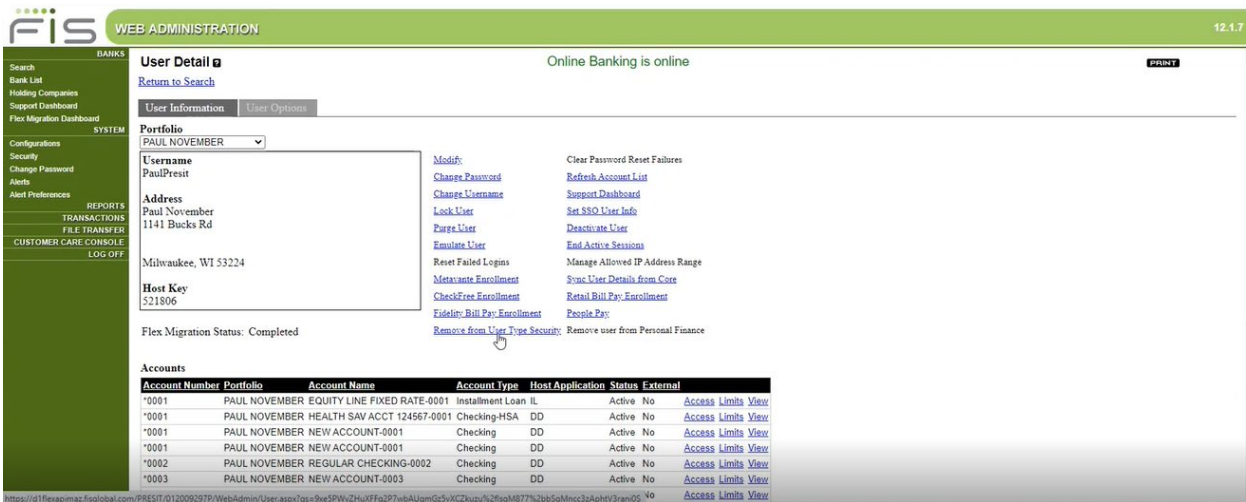 FIS WEB ADMINISTRATION 12.1.7
BANKS
Search
Bank List
Holding Companies
Support Dashboard
Flex Migration Dashboard
SYSTEM
Configurations
Security
Change Password
Alerts
Alert Preferences
REPORTS
TRANSACTIONS
FILE TRANSFER
CUSTOMER CARE CONSOLE
LOG OFF
User Detail ? Online Banking is online PRINT
Return to Search
User Information User Options
Portfolio
PAUL NOVEMBER
Username
PaulPresit
Address
Paul November
1141 Bucks Rd
Milwaukee, WI 53224
Host Key
521806
Flex Migration Status: Completed
Modify Clear Password Reset Failures
Change Password Refresh Account List
Change Username Support Dashboard
Lock User Set SSO User Info
Purge User Deactivate User
Emulate User End Active Sessions
Reset Failed Logins Manage Allowed IP Address Range
Metavante Enrollment Sync User Details from Core
CheckFree Enrollment Retail Bill Pay Enrollment
Fidelity Bill Pay Enrollment People Pay
Remove from User Type Security Remove user from Personal Finance
Accounts
Account Number Portfolio Account Name Account Type Host Application Status External
*0001 PAUL NOVEMBER EQUITY LINE FIXED RATE-0001 Installment Loan IL Active No Access Limits View
*0001 PAUL NOVEMBER HEALTH SAV ACCT 124567-0001 Checking-HSA DD Active No Access Limits View
*0001 PAUL NOVEMBER NEW ACCOUNT-0001 Checking DD Active No Access Limits View
*0001 PAUL NOVEMBER NEW ACCOUNT-0001 Checking DD Active No Access Limits View
*0002 PAUL NOVEMBER REGULAR CHECKING-0002 Checking DD Active No Access Limits View
*0003 PAUL NOVEMBER NEW ACCOUNT-0003 Checking DD Active No Access Limits View
No Access Limits View